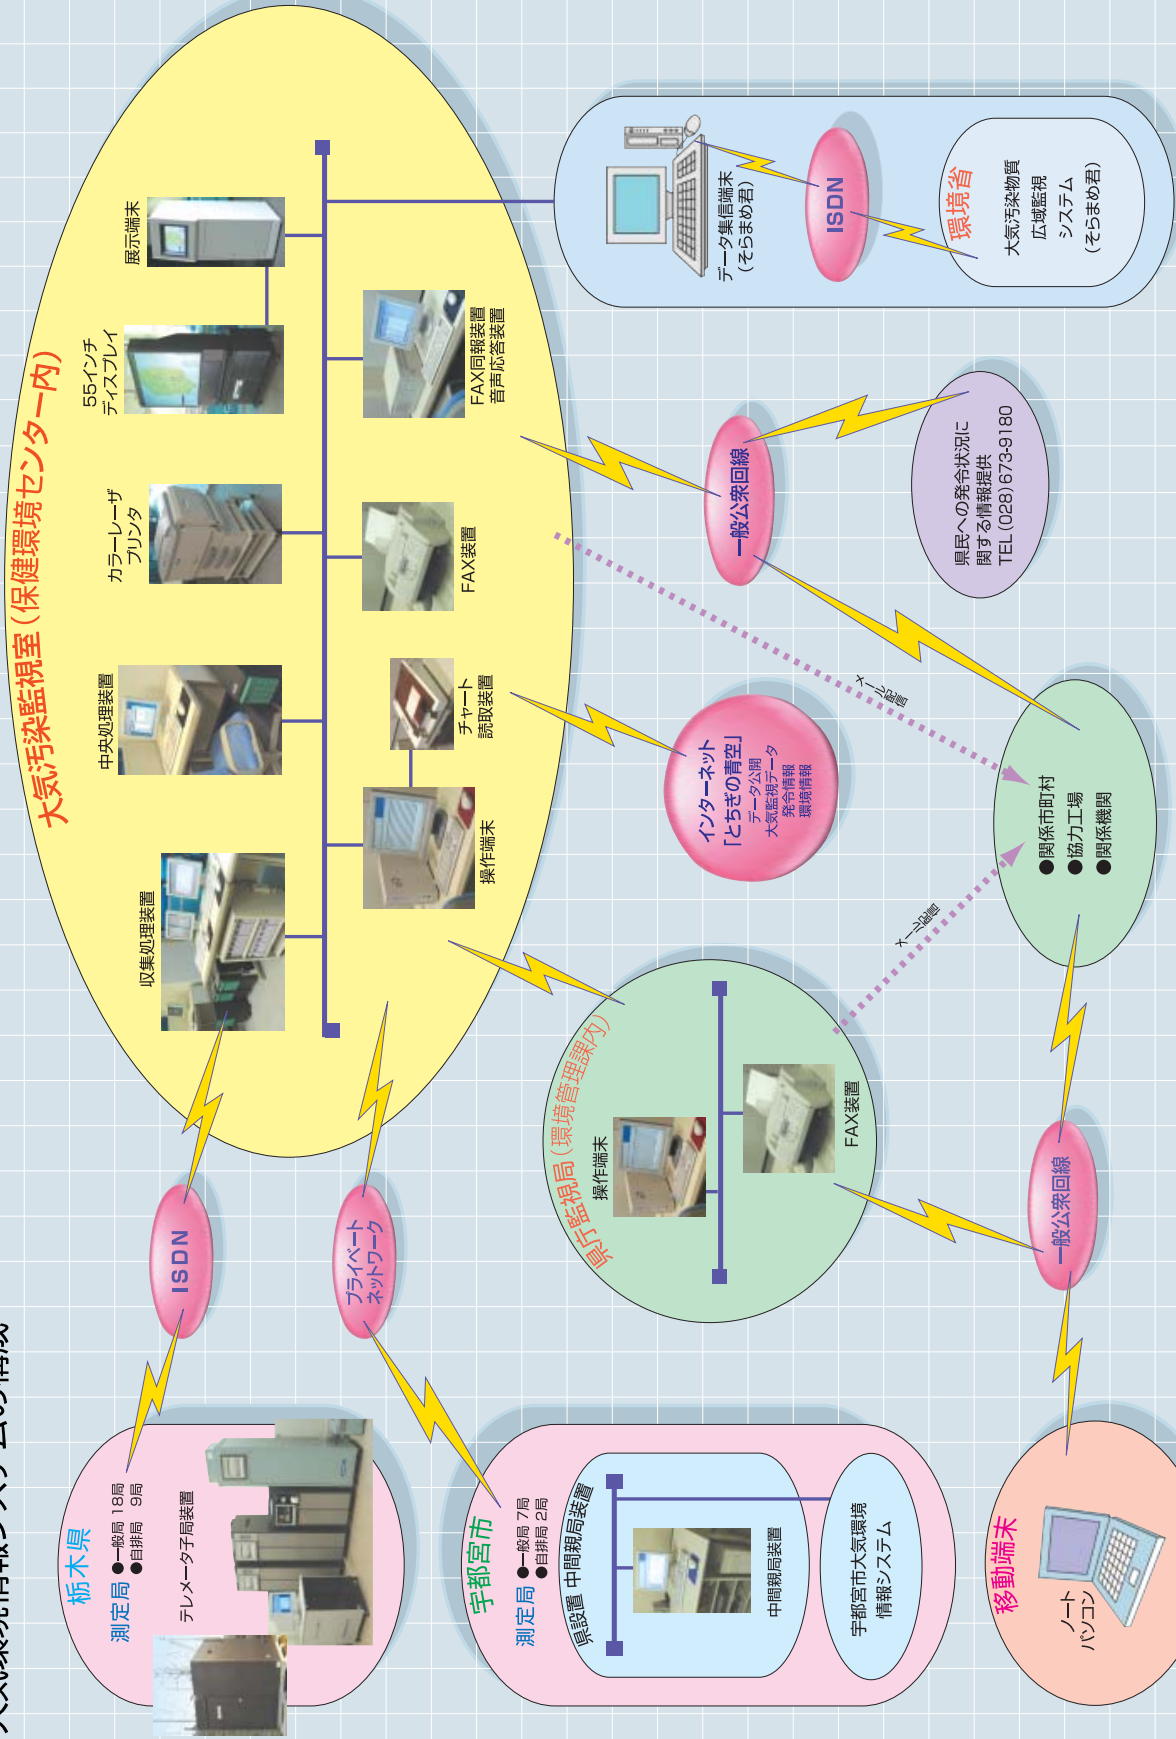 大気環境情報システムの構成
栃木県
測定局 ●一般局 18局
●自排局 9局
テレメータ子局装置
ISDN
プライベート
ネットワーク
宇都宮市
測定局 ●一般局 7局
●自排局 2局
県設置 中間親局装置
中間親局装置
宇都宮市大気環境
情報システム
移動端末
ノート
パソコン
大気汚染監視室(保健環境センター内)
収集処理装置
中央処理装置
カラーレーザ
プリンタ
55インチ
ディスプレイ
展示端末
操作端末
チャート
読取装置
FAX装置
FAX同報装置
音声応答装置
県庁監視局(環境管理課内)
操作端末
FAX装置
一般公衆回線
インターネット
「とちぎの青空」
データ公開
大気監視データ
発令情報
環境情報
メール配信
メール配信
●関係市町村
●協力工場
●関係機関
一般公衆回線
県民への発令状況に
関する情報提供
TEL(028)673-9180
データ集信端末
(そらまめ君)
ISDN
環境省
大気汚染物質
広域監視
システム
(そらまめ君)